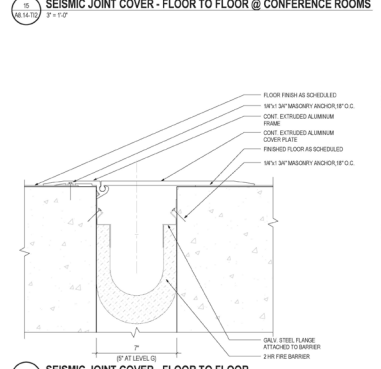 15
A8.14-TI2
SEISMIC JOINT COVER - FLOOR TO FLOOR @ CONFERENCE ROOMS
3" = 1'-0"
FLOOR FINISH AS SCHEDULED
1/4"x1 3/4" MASONRY ANCHOR,18" O.C.
CONT. EXTRUDED ALUMINUM
FRAME
CONT. EXTRUDED ALUMINUM
COVER PLATE
FINISHED FLOOR AS SCHEDULED
1/4"x1 3/4" MASONRY ANCHOR,18" O.C.
GALV. STEEL FLANGE
ATTACHED TO BARRIER
2 HR FIRE BARRIER
7"
(5" AT LEVEL G)
SEISMIC JOINT COVER - FLOOR TO FLOOR